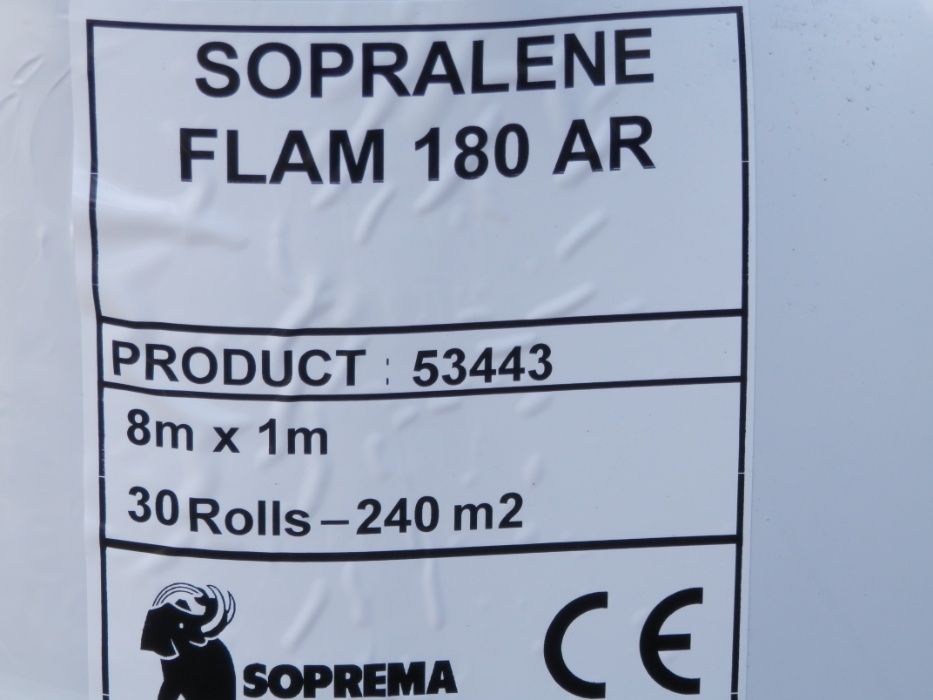 SOPRALENE
FLAM 180 AR
PRODUCT : 53443
8m x 1m
30 Rolls – 240 m2
SOPREMA
CE